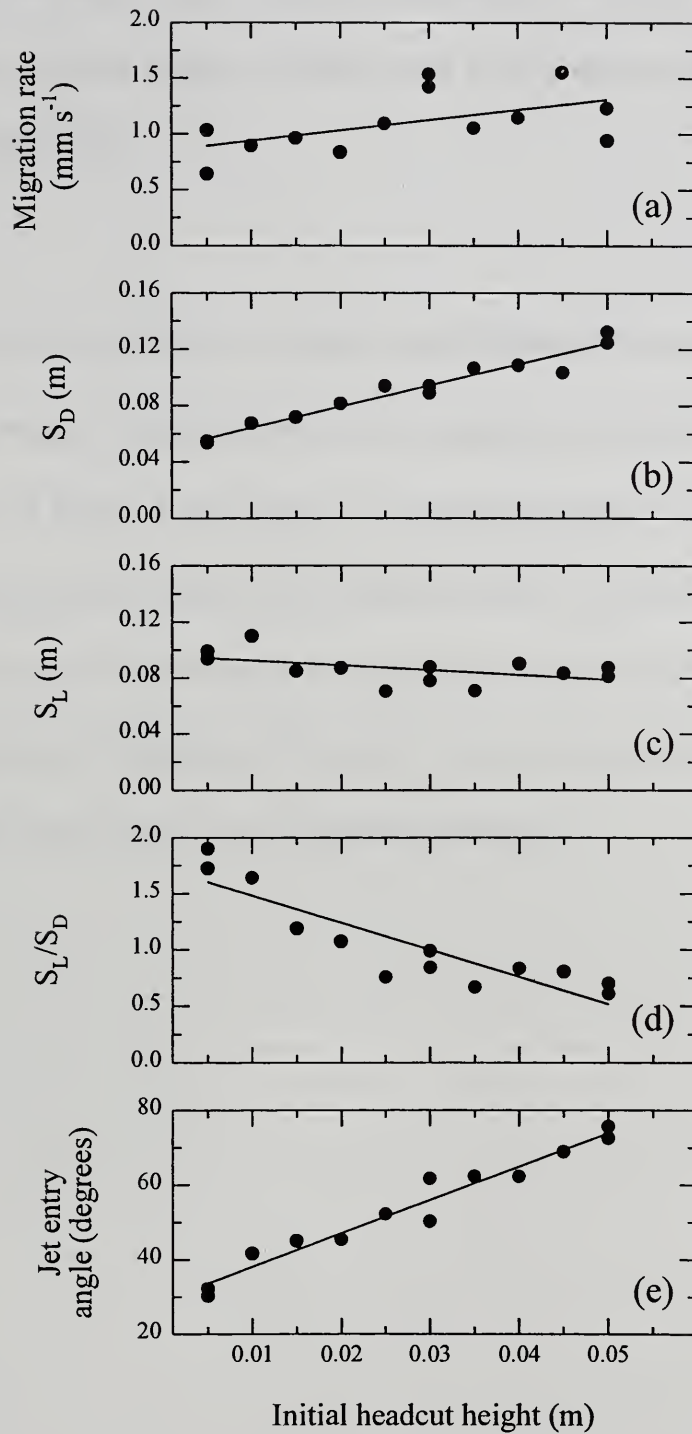 2.0
1.5
1.0
0.5
0.0
Migration rate
(mm s⁻¹)
(a)
0.16
0.12
0.08
0.04
0.00
S_D (m)
(b)
0.16
0.12
0.08
0.04
0.00
S_L (m)
(c)
2.0
1.5
1.0
0.5
0.0
S_L/S_D
(d)
80
60
40
20
Jet entry
angle (degrees)
(e)
0.01 0.02 0.03 0.04 0.05
Initial headcut height (m)